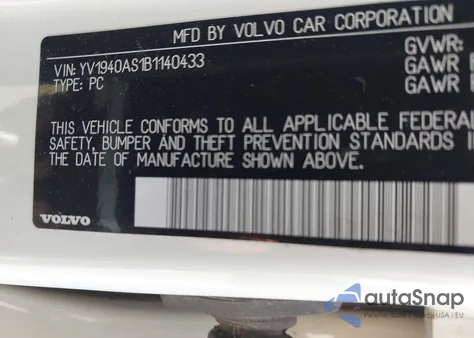 MFD BY VOLVO CAR CORPORATION
VIN: YV1940AS1B1140433
GVWR:
TYPE: PC
GAWR
GAWR
THIS VEHICLE CONFORMS TO ALL APPLICABLE FEDERAL
SAFETY, BUMPER AND THEFT PREVENTION STANDARDS
THE DATE OF MANUFACTURE SHOWN ABOVE.
VOLVO
autoSnap